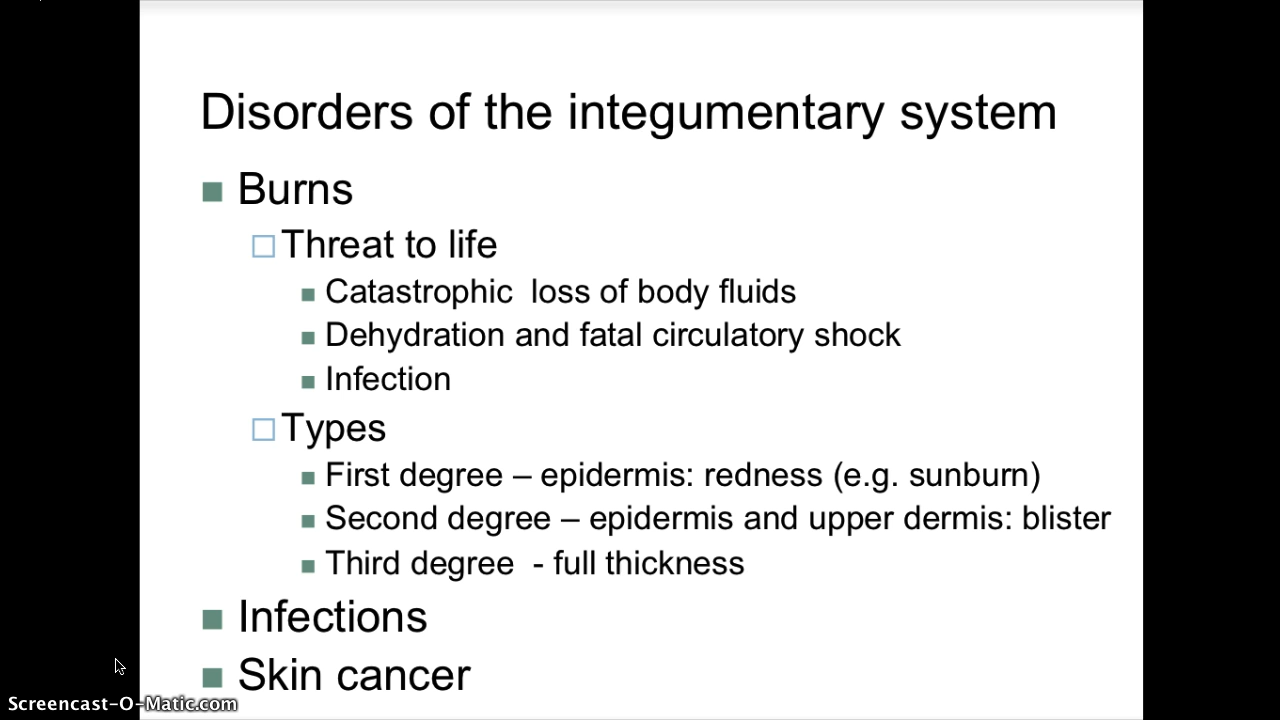 Disorders of the integumentary system
Burns
Threat to life
Catastrophic  loss of body fluids
Dehydration and fatal circulatory shock
Infection
Types
First degree – epidermis: redness (e.g. sunburn)
Second degree – epidermis and upper dermis: blister
Third degree  - full thickness
Infections
Skin cancer
Screencast-O-Matic.com